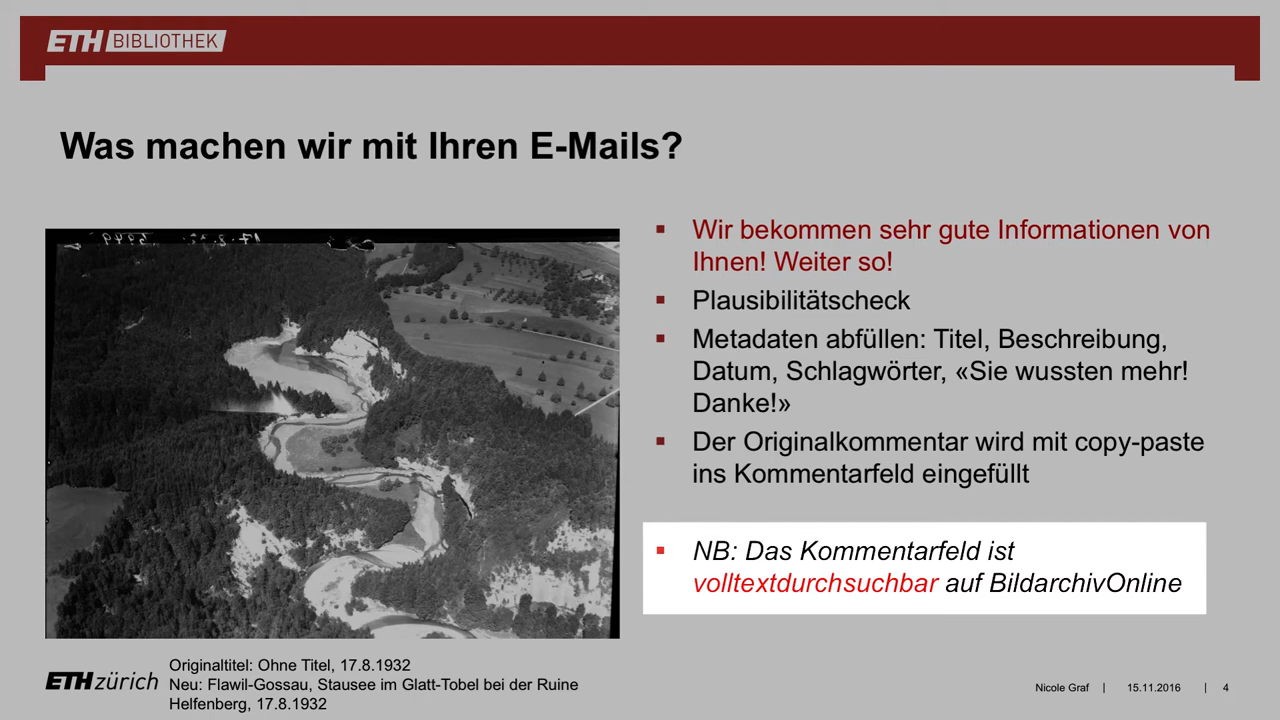 ETH BIBLIOTHEK
Was machen wir mit Ihren E-Mails?
▪ Wir bekommen sehr gute Informationen von
Ihnen! Weiter so!
▪ Plausibilitätscheck
▪ Metadaten abfüllen: Titel, Beschreibung,
Datum, Schlagwörter, «Sie wussten mehr!
Danke!»
▪ Der Originalkommentar wird mit copy-paste
ins Kommentarfeld eingefüllt
▪ NB: Das Kommentarfeld ist
volltextdurchsuchbar auf BildarchivOnline
ETH zürich
Originaltitel: Ohne Titel, 17.8.1932
Neu: Flawil-Gossau, Stausee im Glatt-Tobel bei der Ruine
Helfenberg, 17.8.1932
Nicole Graf | 15.11.2016 | 4